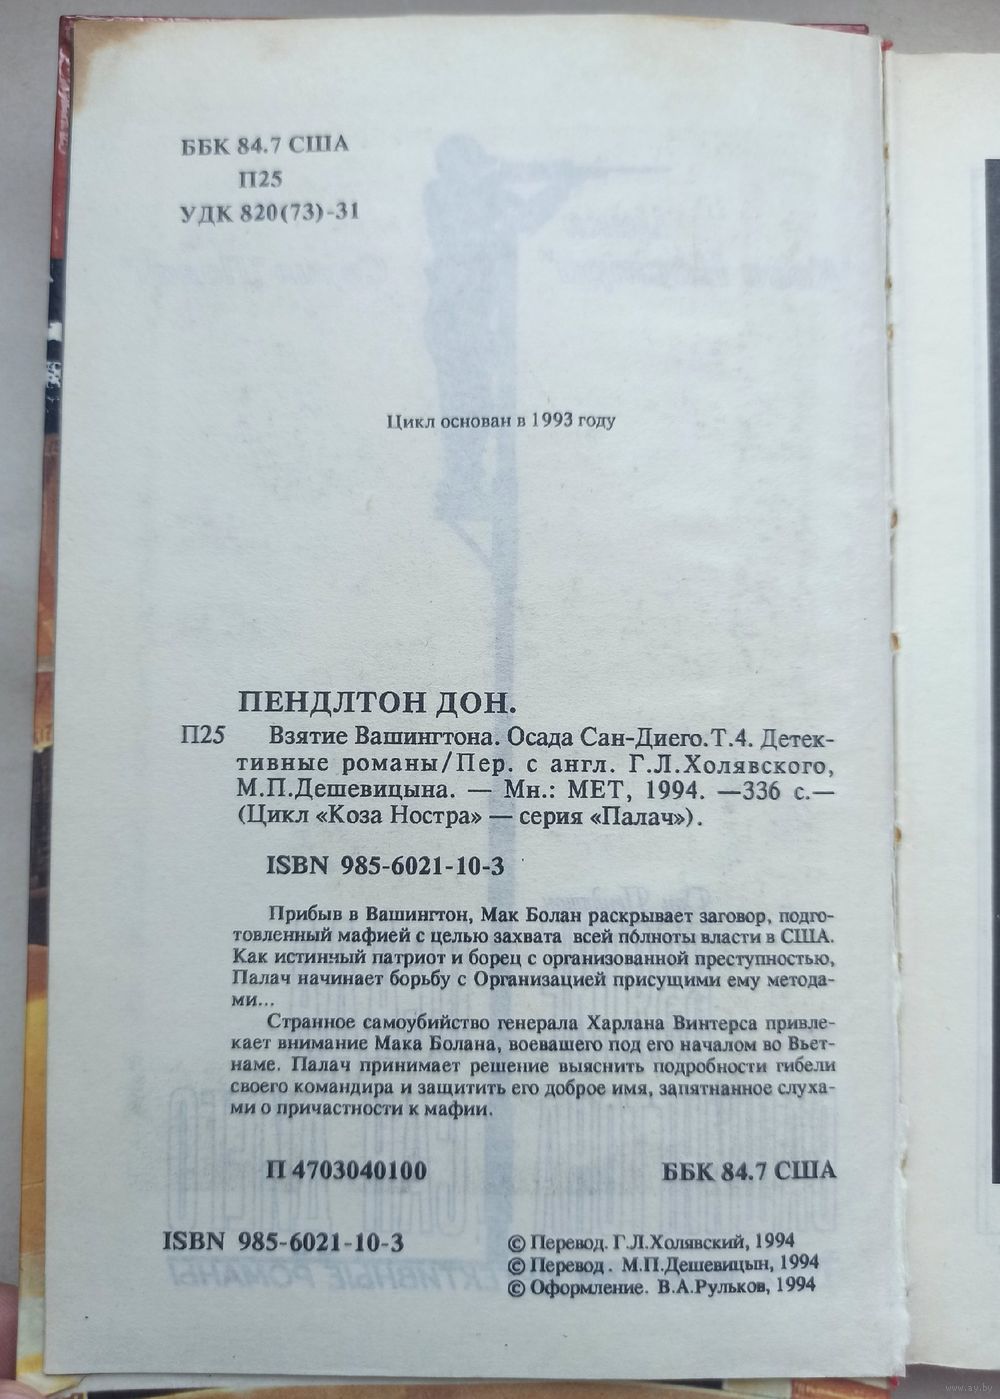 ББК 84.7 США
П25
УДК 820(73)-31
Цикл основан в 1993 году
ПЕНДЛТОН ДОН.
П25 Взятие Вашингтона. Осада Сан-Диего.Т.4. Детек-
тивные романы/Пер. с англ. Г.Л.Холявского,
М.П.Дешевицына. — Мн.: МЕТ, 1994. —336 с.—
(Цикл «Коза Ностра» — серия «Палач»).
ISBN 985-6021-10-3
Прибыв в Вашингтон, Мак Болан раскрывает заговор, подго-
товленный мафией с целью захвата всей полноты власти в США.
Как истинный патриот и борец с организованной преступностью,
Палач начинает борьбу с Организацией присущими ему метода-
ми...
Странное самоубийство генерала Харлана Винтерса привле-
кает внимание Мака Болана, воевашего под его началом во Вьет-
наме. Палач принимает решение выяснить подробности гибели
своего командира и защитить его доброе имя, запятнанное слуха-
ми о причастности к мафии.
П 4703040100 ББК 84.7 США
ISBN 985-6021-10-3
© Перевод. Г.Л.Холявский, 1994
© Перевод. М.П.Дешевицын, 1994
© Оформление. В.А.Рульков, 1994
www.ay.by